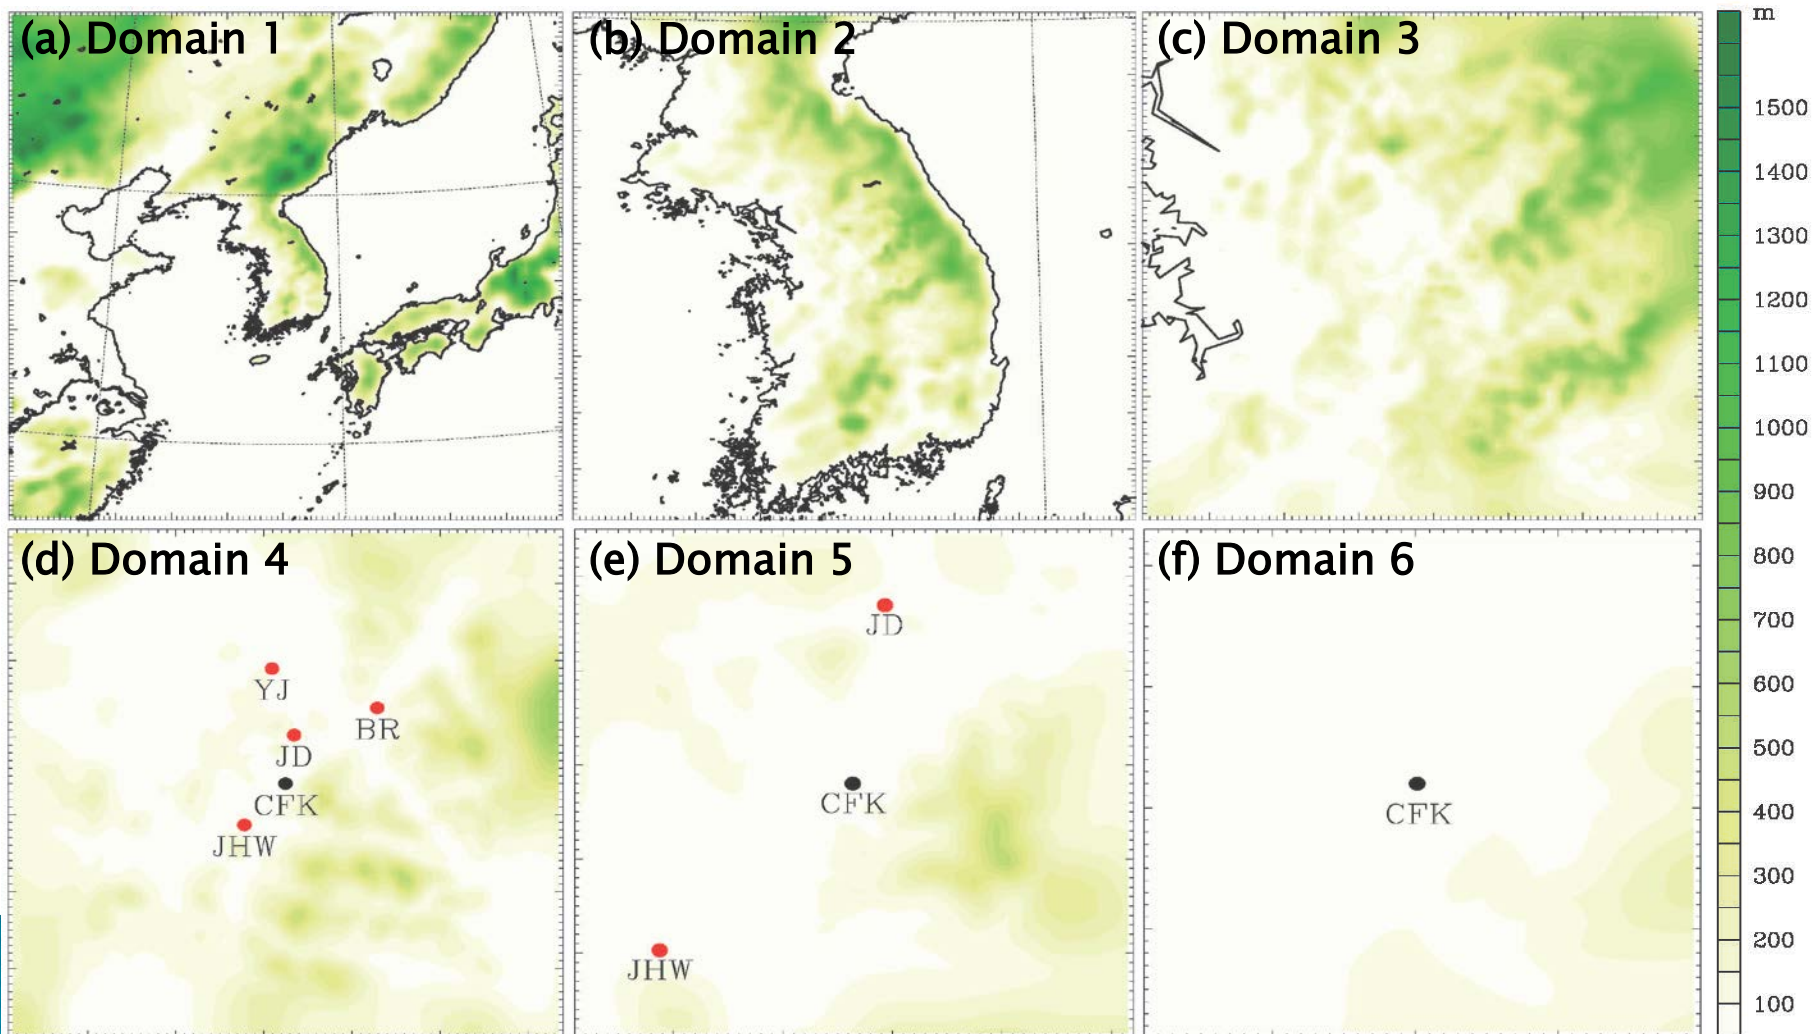 (a) Domain 1
(b) Domain 2
(c) Domain 3
m
1500
1400
1300
1200
1100
1000
900
800
700
600
500
400
300
200
100
(d) Domain 4
YJ
BR
JD
CFK
JHW
(e) Domain 5
JD
CFK
JHW
(f) Domain 6
CFK